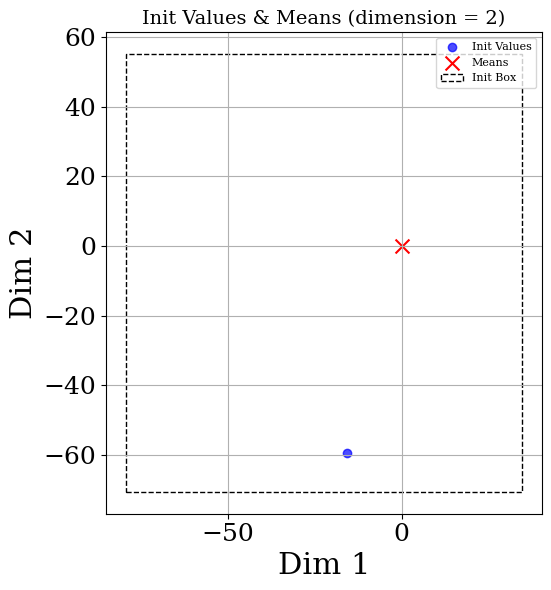 Init Values & Means (dimension = 2)
Init Values
Means
Init Box
60
40
20
0
−20
−40
−60
Dim 2
−50
0
Dim 1